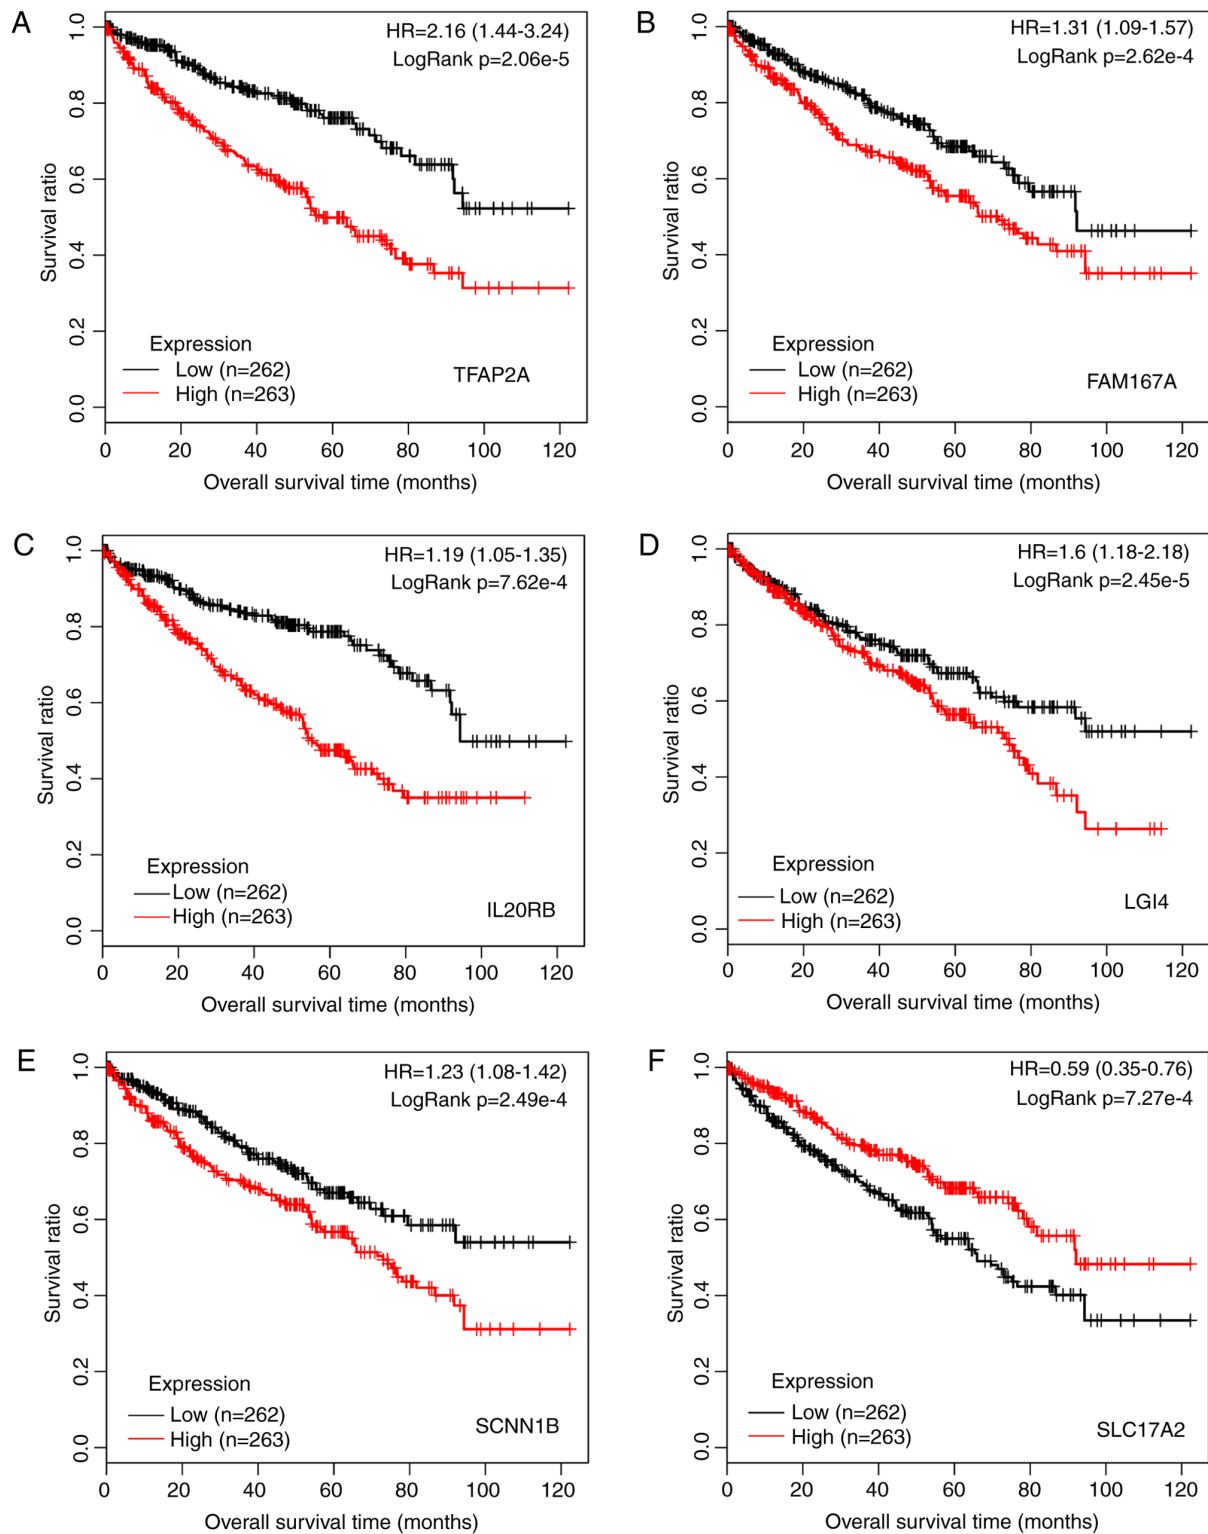 A
HR=2.16 (1.44-3.24)
LogRank p=2.06e-5
Survival ratio
1.0
0.8
0.6
0.4
0.2
0.0
Expression
Low (n=262)
High (n=263)
TFAP2A
0 20 40 60 80 100 120
Overall survival time (months)
B
HR=1.31 (1.09-1.57)
LogRank p=2.62e-4
Survival ratio
1.0
0.8
0.6
0.4
0.2
0.0
Expression
Low (n=262)
High (n=263)
FAM167A
0 20 40 60 80 100 120
Overall survival time (months)
C
HR=1.19 (1.05-1.35)
LogRank p=7.62e-4
Survival ratio
1.0
0.8
0.6
0.4
0.2
0.0
Expression
Low (n=262)
High (n=263)
IL20RB
0 20 40 60 80 100 120
Overall survival time (months)
D
HR=1.6 (1.18-2.18)
LogRank p=2.45e-5
Survival ratio
1.0
0.8
0.6
0.4
0.2
0.0
Expression
Low (n=262)
High (n=263)
LGI4
0 20 40 60 80 100 120
Overall survival time (months)
E
HR=1.23 (1.08-1.42)
LogRank p=2.49e-4
Survival ratio
1.0
0.8
0.6
0.4
0.2
0.0
Expression
Low (n=262)
High (n=263)
SCNN1B
0 20 40 60 80 100 120
Overall survival time (months)
F
HR=0.59 (0.35-0.76)
LogRank p=7.27e-4
Survival ratio
1.0
0.8
0.6
0.4
0.2
0.0
Expression
Low (n=262)
High (n=263)
SLC17A2
0 20 40 60 80 100 120
Overall survival time (months)